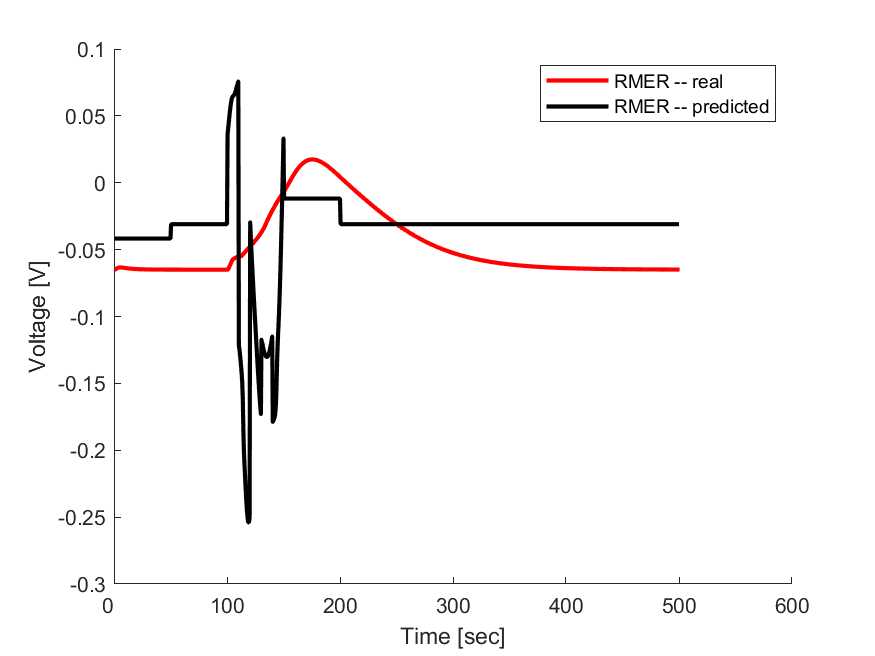 RMER -- real
RMER -- predicted
0.1
0.05
0
-0.05
-0.1
-0.15
-0.2
-0.25
-0.3
Voltage [V]
0 100 200 300 400 500 600
Time [sec]